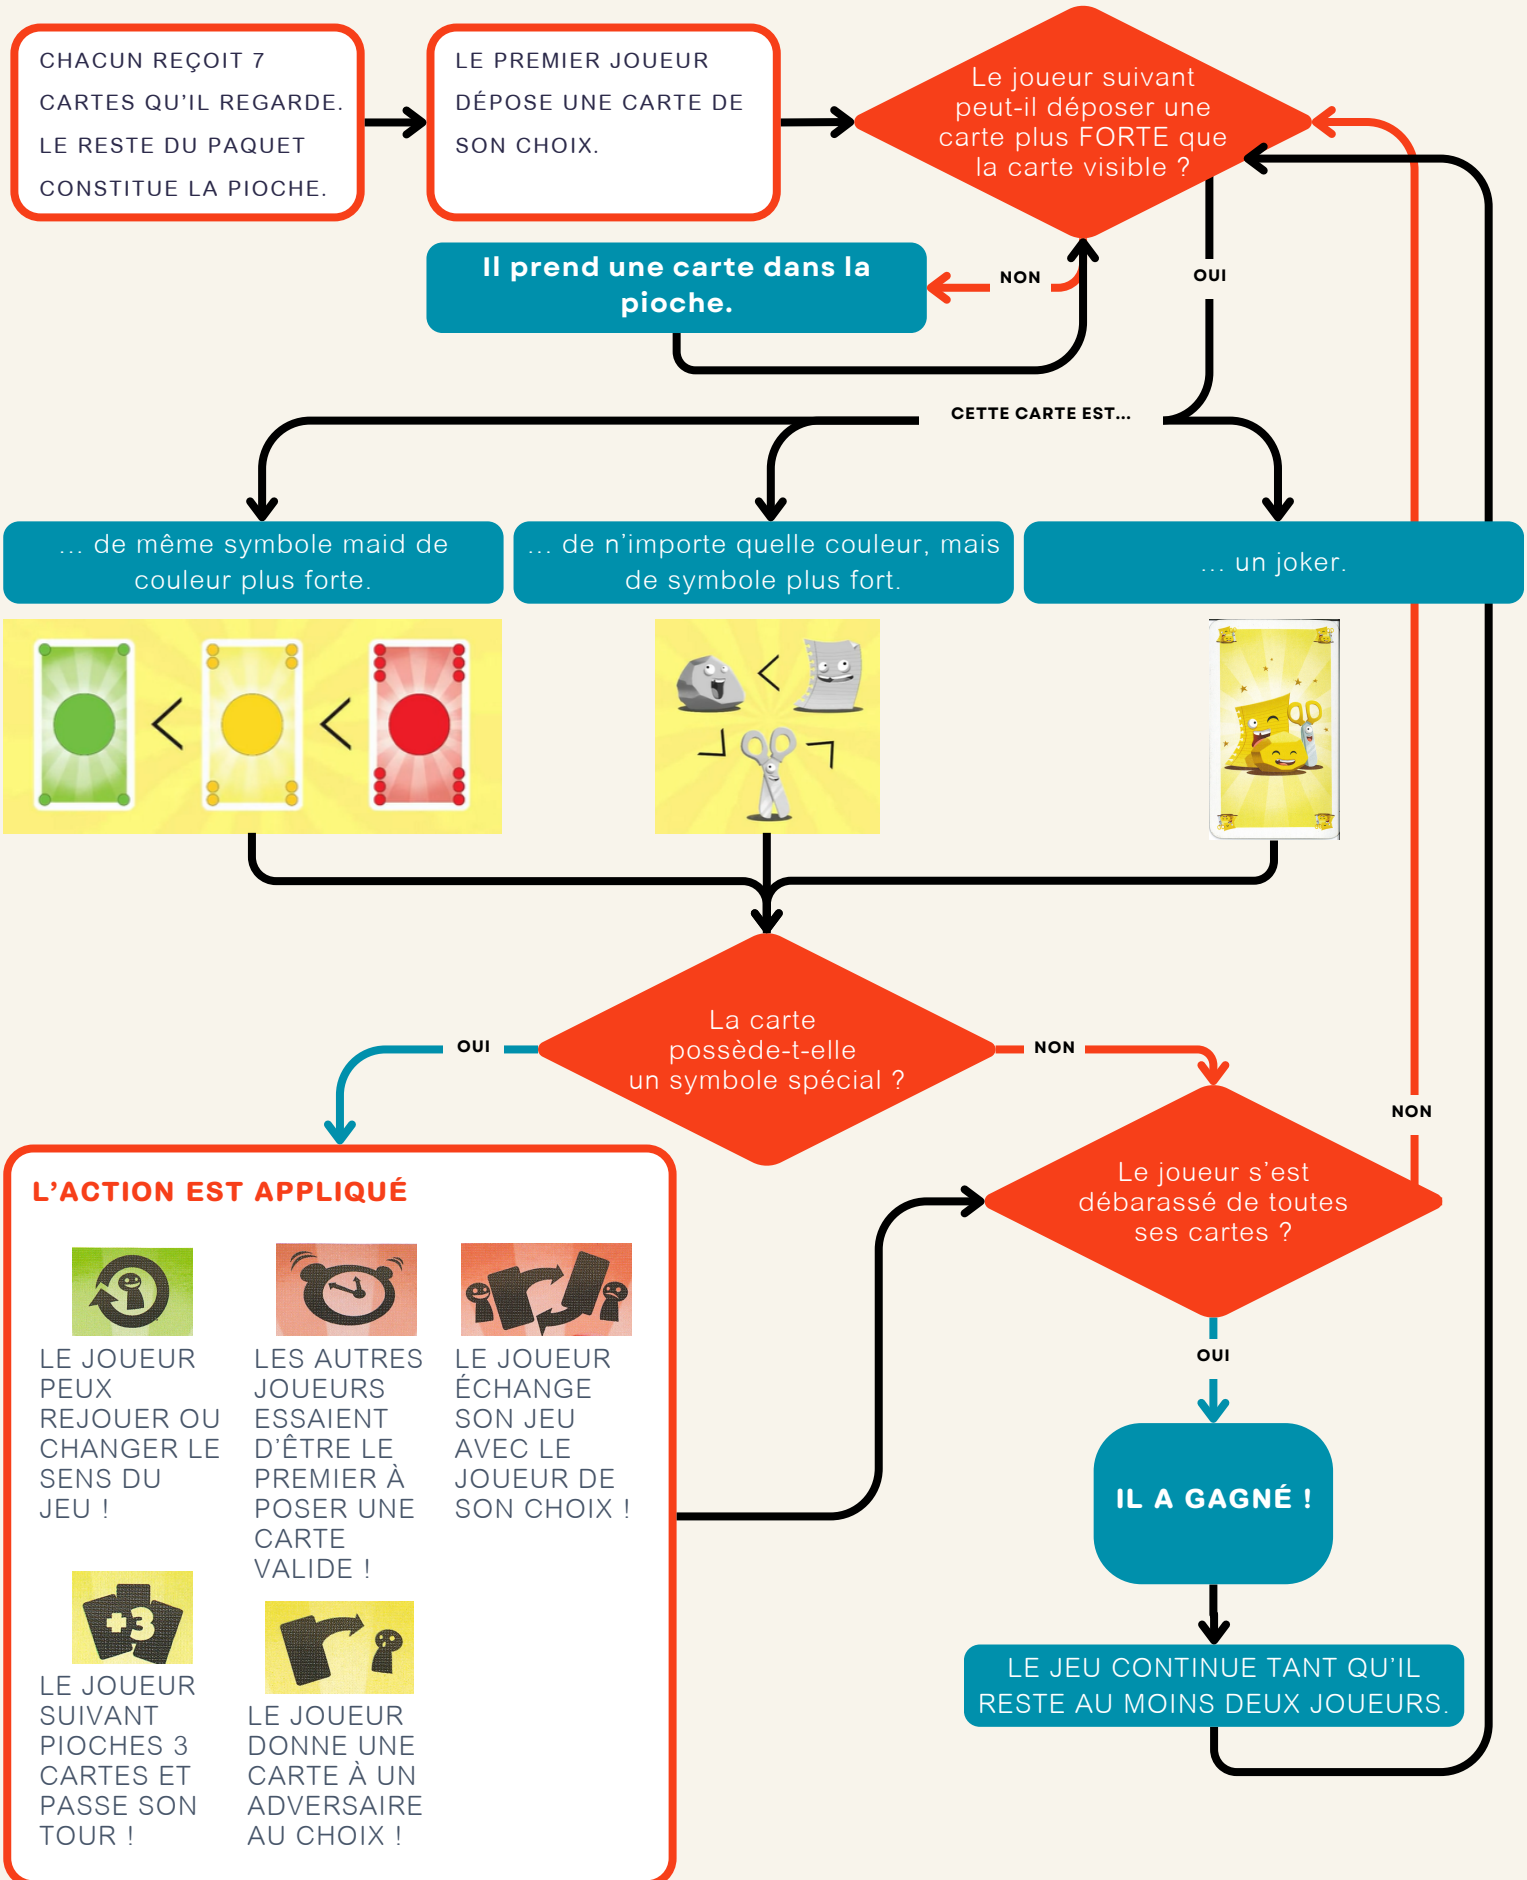 CHACUN REÇOIT 7
CARTES QU'IL REGARDE.
LE RESTE DU PAQUET
CONSTITUE LA PIOCHE.
LE PREMIER JOUEUR
DÉPOSE UNE CARTE DE
SON CHOIX.
Le joueur suivant
peut-il déposer une
carte plus FORTE que
la carte visible ?
Il prend une carte dans la
pioche.
NON
OUI
CETTE CARTE EST...
... de même symbole maid de
couleur plus forte.
... de n'importe quelle couleur, mais
de symbole plus fort.
... un joker.
<
<
<
La carte
possède-t-elle
un symbole spécial ?
OUI
NON
NON
Le joueur s'est
débarassé de toutes
ses cartes ?
OUI
IL A GAGNÉ !
LE JEU CONTINUE TANT QU'IL
RESTE AU MOINS DEUX JOUEURS.
L'ACTION EST APPLIQUÉ
LE JOUEUR
PEUX
REJOUER OU
CHANGER LE
SENS DU
JEU !
LES AUTRES
JOUEURS
ESSAIENT
D'ÊTRE LE
PREMIER À
POSER UNE
CARTE
VALIDE !
LE JOUEUR
ÉCHANGE
SON JEU
AVEC LE
JOUEUR DE
SON CHOIX !
+3
LE JOUEUR
SUIVANT
PIOCHES 3
CARTES ET
PASSE SON
TOUR !
LE JOUEUR
DONNE UNE
CARTE À UN
ADVERSAIRE
AU CHOIX !